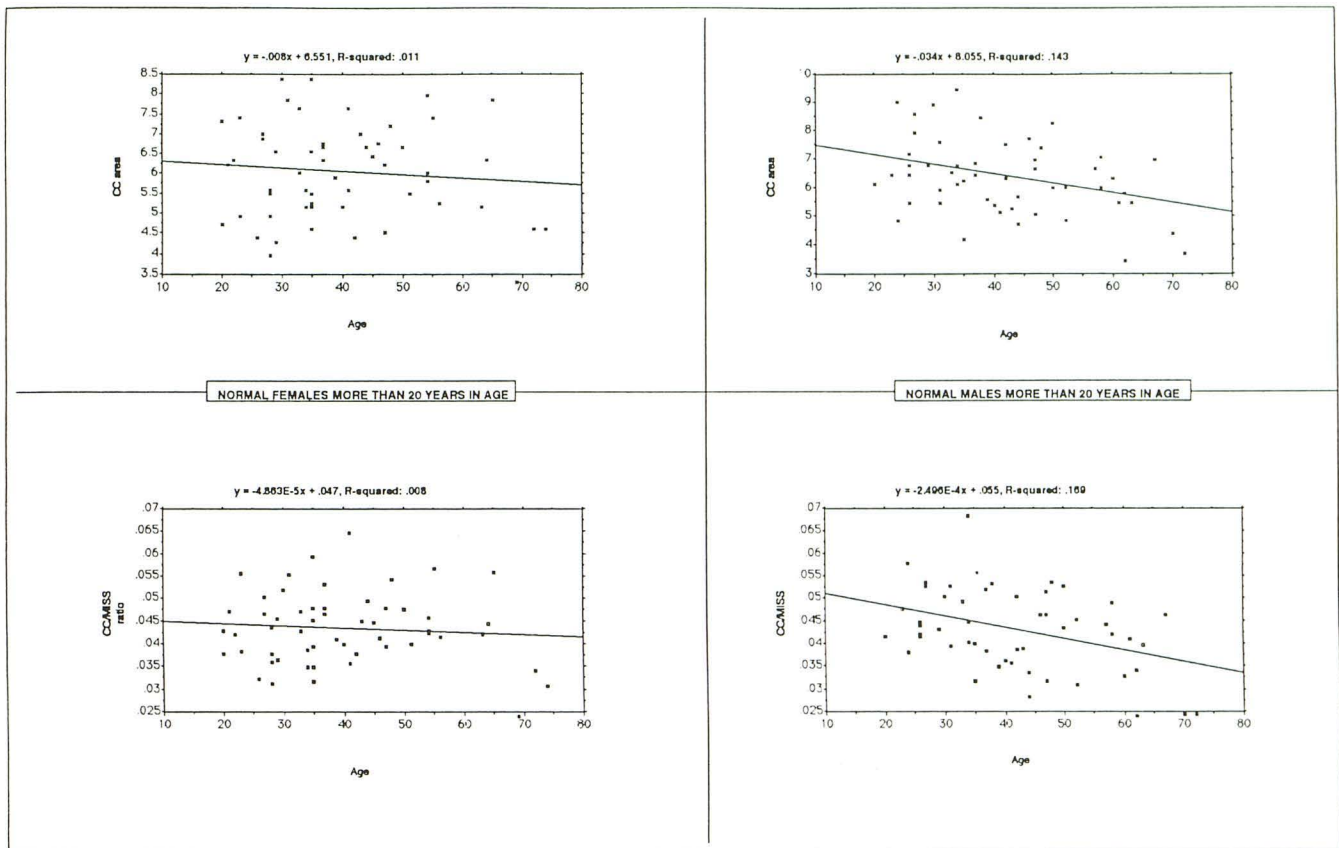 y = -.008x + 6.551, R-squared: .011
8.5
8
7.5
7
6.5
6
5.5
5
4.5
4
3.5
CC area
10 20 30 40 50 60 70 80
Age
y = -.034x + 8.055, R-squared: .143
10
9
8
7
6
5
4
3
CC area
10 20 30 40 50 60 70 80
Age
NORMAL FEMALES MORE THAN 20 YEARS IN AGE
NORMAL MALES MORE THAN 20 YEARS IN AGE
y = -4.863E-5x + .047, R-squared: .008
.07
.065
.06
.055
.05
.045
.04
.035
.03
.025
CC/MISS
ratio
10 20 30 40 50 60 70 80
Age
y = -2.496E-4x + .055, R-squared: .169
.07
.065
.06
.055
.05
.045
.04
.035
.03
.025
CC/MISS
10 20 30 40 50 60 70 80
Age